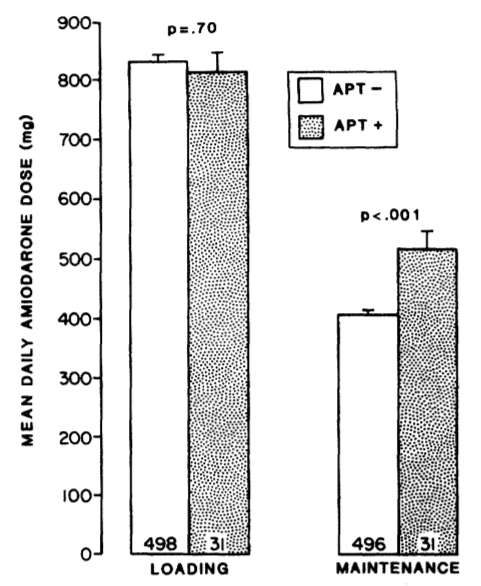 MEAN DAILY AMIODARONE DOSE (mg)
900
800
700
600
500
400
300
200
100
0
p=.70
APT –
APT +
p<.001
498
31
496
31
LOADING
MAINTENANCE